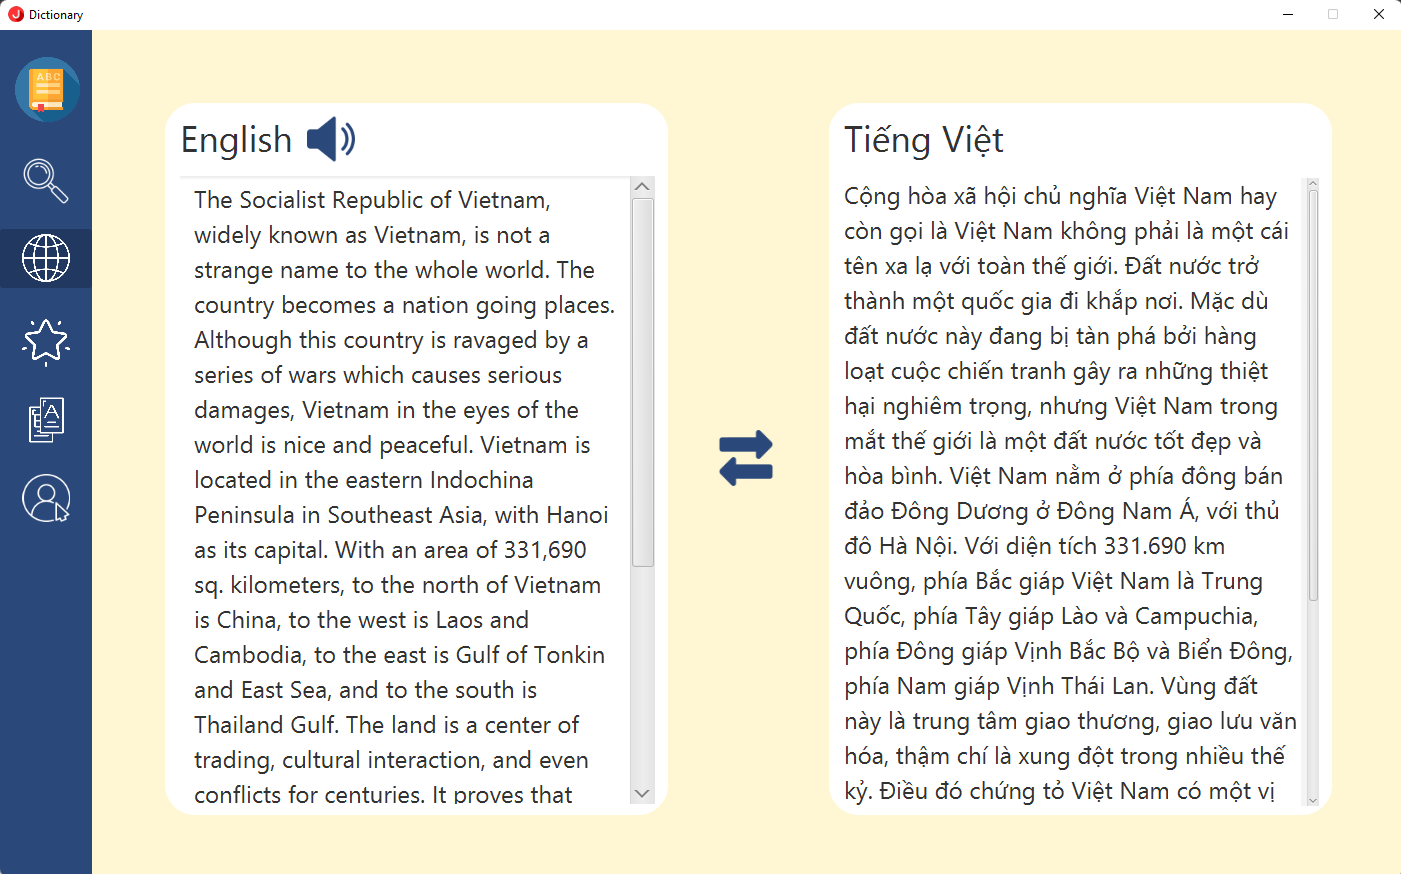 Dictionary
ABC
English
The Socialist Republic of Vietnam,
widely known as Vietnam, is not a
strange name to the whole world. The
country becomes a nation going places.
Although this country is ravaged by a
series of wars which causes serious
damages, Vietnam in the eyes of the
world is nice and peaceful. Vietnam is
located in the eastern Indochina
Peninsula in Southeast Asia, with Hanoi
as its capital. With an area of 331,690
sq. kilometers, to the north of Vietnam
is China, to the west is Laos and
Cambodia, to the east is Gulf of Tonkin
and East Sea, and to the south is
Thailand Gulf. The land is a center of
trading, cultural interaction, and even
conflicts for centuries. It proves that
Tiếng Việt
Cộng hòa xã hội chủ nghĩa Việt Nam hay
còn gọi là Việt Nam không phải là một cái
tên xa lạ với toàn thế giới. Đất nước trở
thành một quốc gia đi khắp nơi. Mặc dù
đất nước này đang bị tàn phá bởi hàng
loạt cuộc chiến tranh gây ra những thiệt
hại nghiêm trọng, nhưng Việt Nam trong
mắt thế giới là một đất nước tốt đẹp và
hòa bình. Việt Nam nằm ở phía đông bán
đảo Đông Dương ở Đông Nam Á, với thủ
đô Hà Nội. Với diện tích 331.690 km
vuông, phía Bắc giáp Việt Nam là Trung
Quốc, phía Tây giáp Lào và Campuchia,
phía Đông giáp Vịnh Bắc Bộ và Biển Đông,
phía Nam giáp Vịnh Thái Lan. Vùng đất
này là trung tâm giao thương, giao lưu văn
hóa, thậm chí là xung đột trong nhiều thế
kỷ. Điều đó chứng tỏ Việt Nam có một vị
A